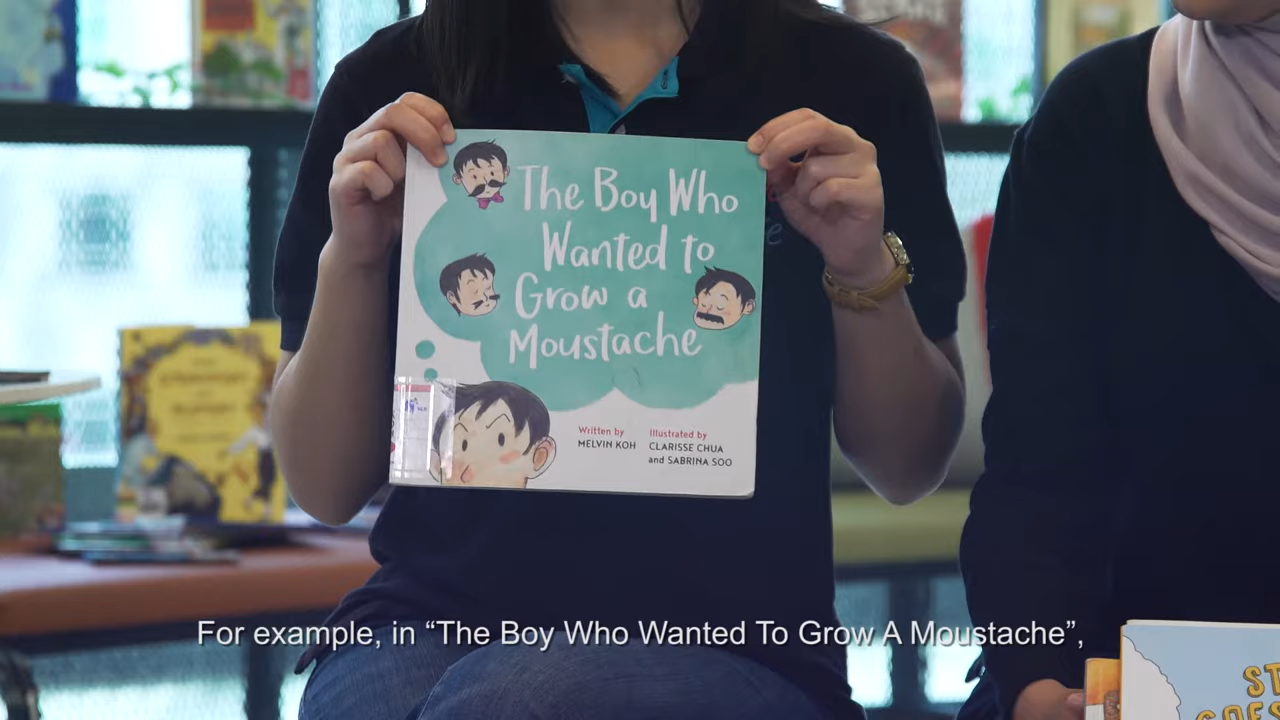 The Boy Who
Wanted to
Grow a
Moustache
Written by
MELVIN KOH
Illustrated by
CLARISSE CHUA
and SABRINA SOO
For example, in “The Boy Who Wanted To Grow A Moustache”,